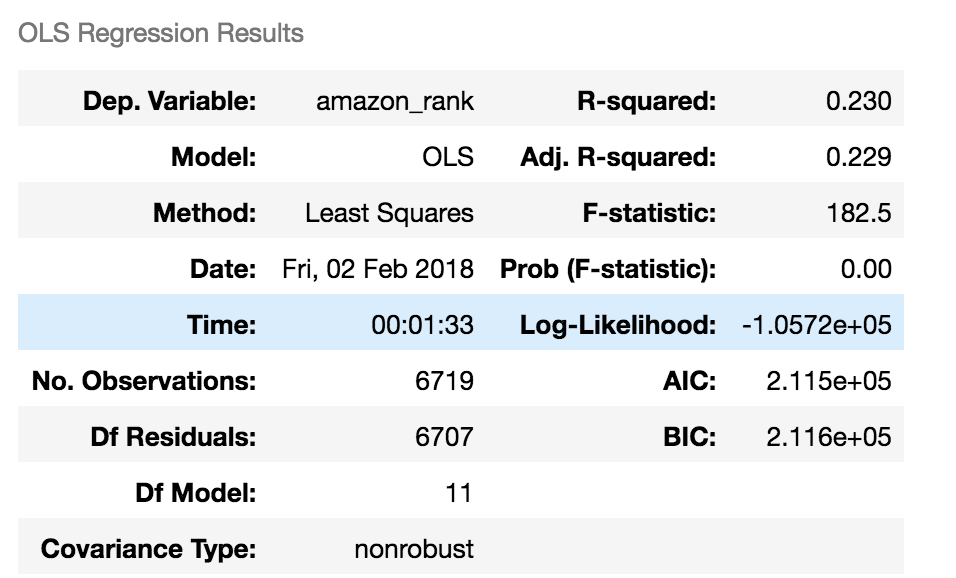 OLS Regression Results
Dep. Variable: amazon_rank R-squared: 0.230
Model: OLS Adj. R-squared: 0.229
Method: Least Squares F-statistic: 182.5
Date: Fri, 02 Feb 2018 Prob (F-statistic): 0.00
Time: 00:01:33 Log-Likelihood: -1.0572e+05
No. Observations: 6719 AIC: 2.115e+05
Df Residuals: 6707 BIC: 2.116e+05
Df Model: 11
Covariance Type: nonrobust